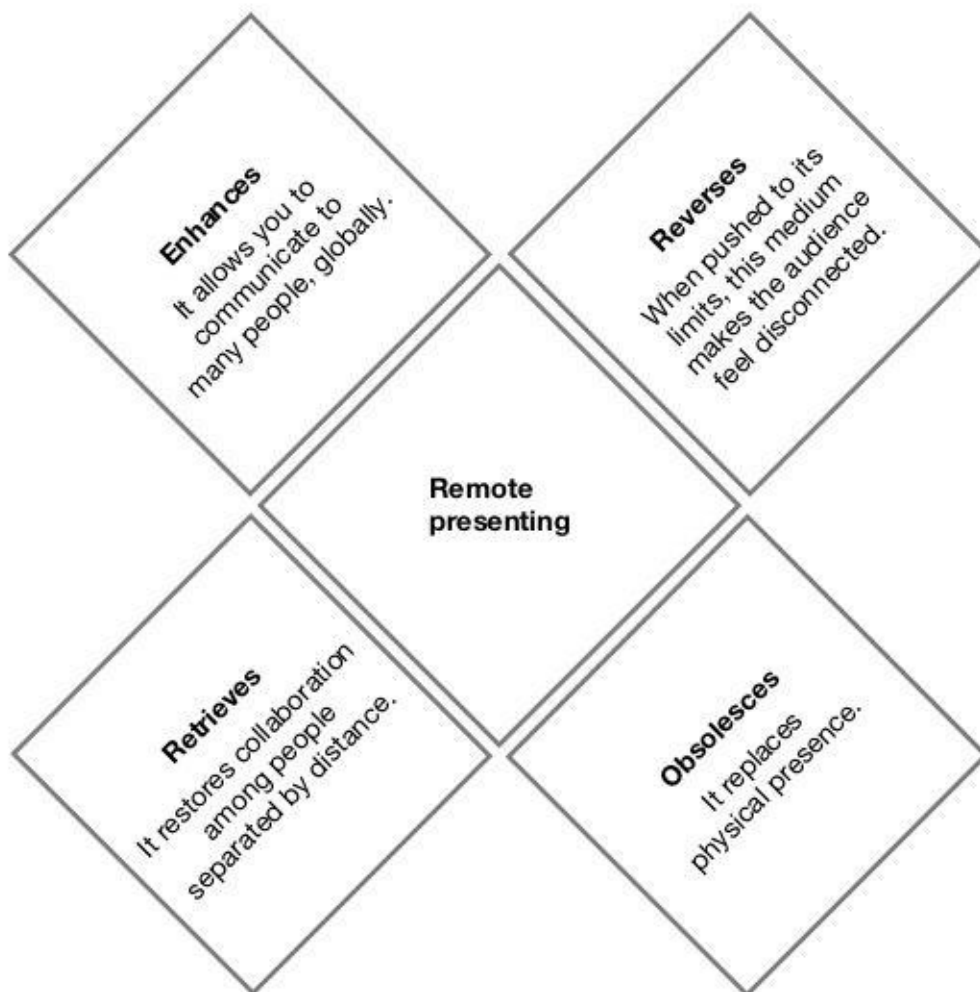 Enhances
It allows you to
communicate to
many people, globally.
Reverses
When pushed to its
limits, this medium
makes the audience
feel disconnected.
Remote
presenting
Retrieves
It restores collaboration
among people
separated by distance.
Obsolesces
It replaces
physical presence.